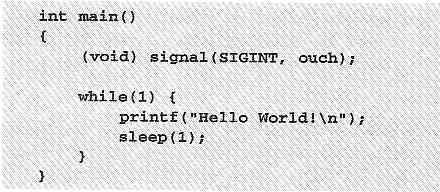 int main()
{
    (void) signal(SIGINT, ouch);

    while(1) {
        printf("Hello World!\n");
        sleep(1);
    }
}